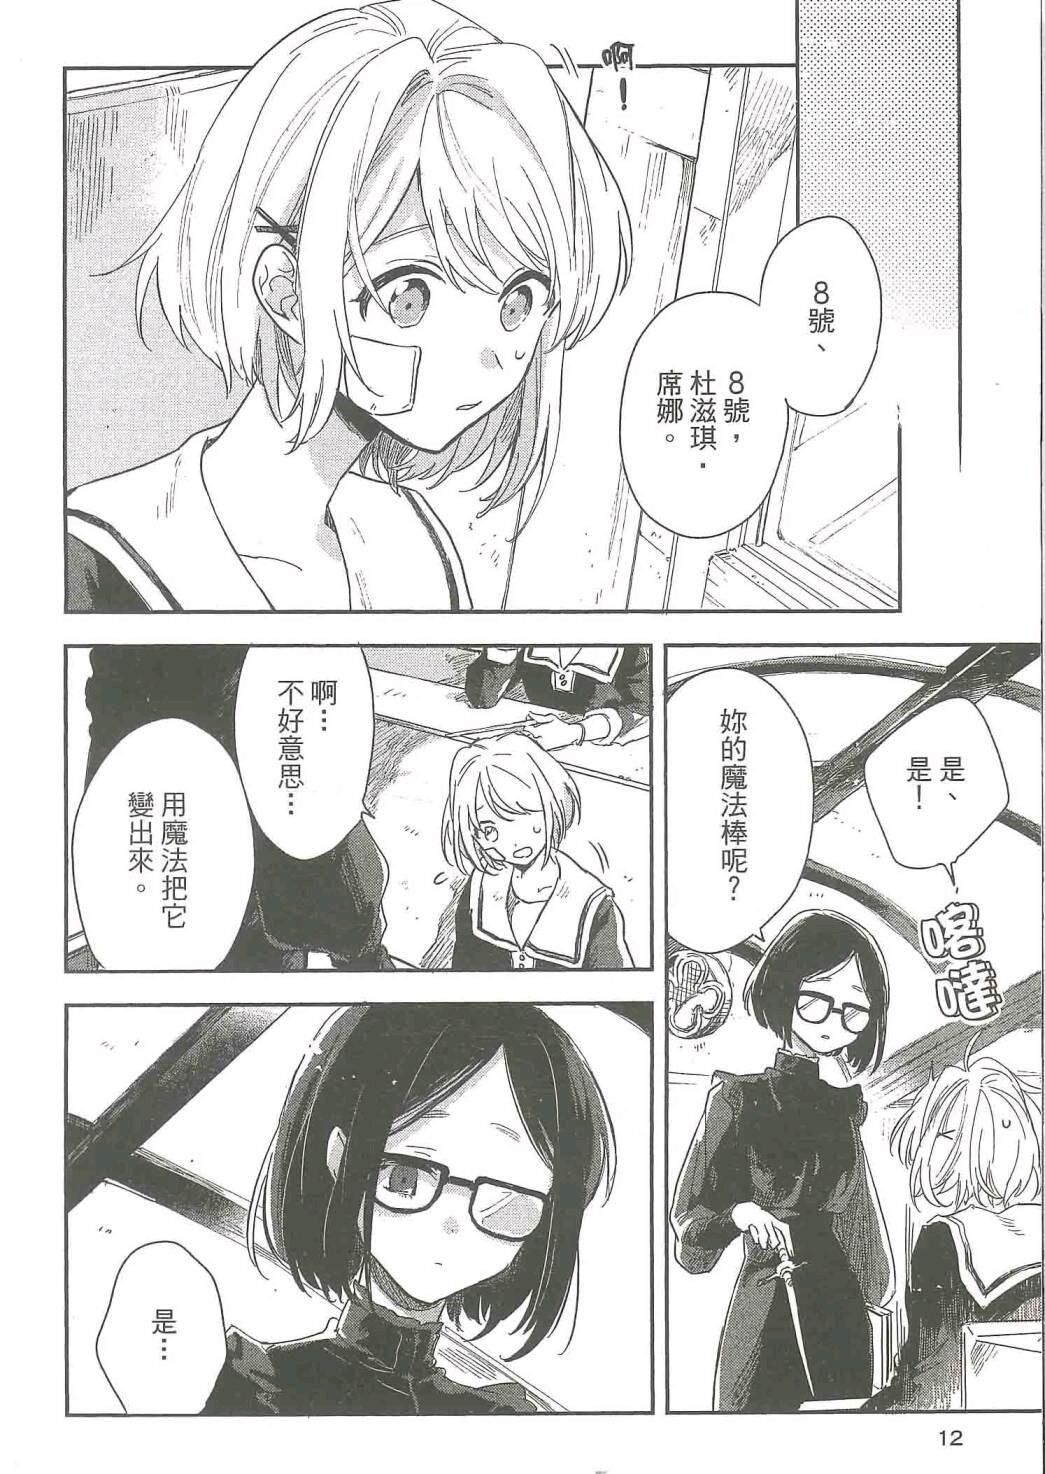 8號、
8號，
杜滋琪·
席娜。
啊！
是、
是！
喀噠
妳的魔法棒呢？
啊…
不好意思…
用魔法把它
變出來。
是…
12